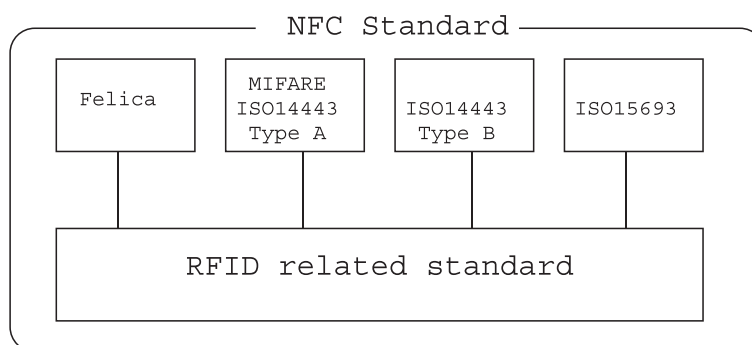 NFC Standard
Felica
MIFARE
ISO14443
Type A
ISO14443
Type B
ISO15693
RFID related standard